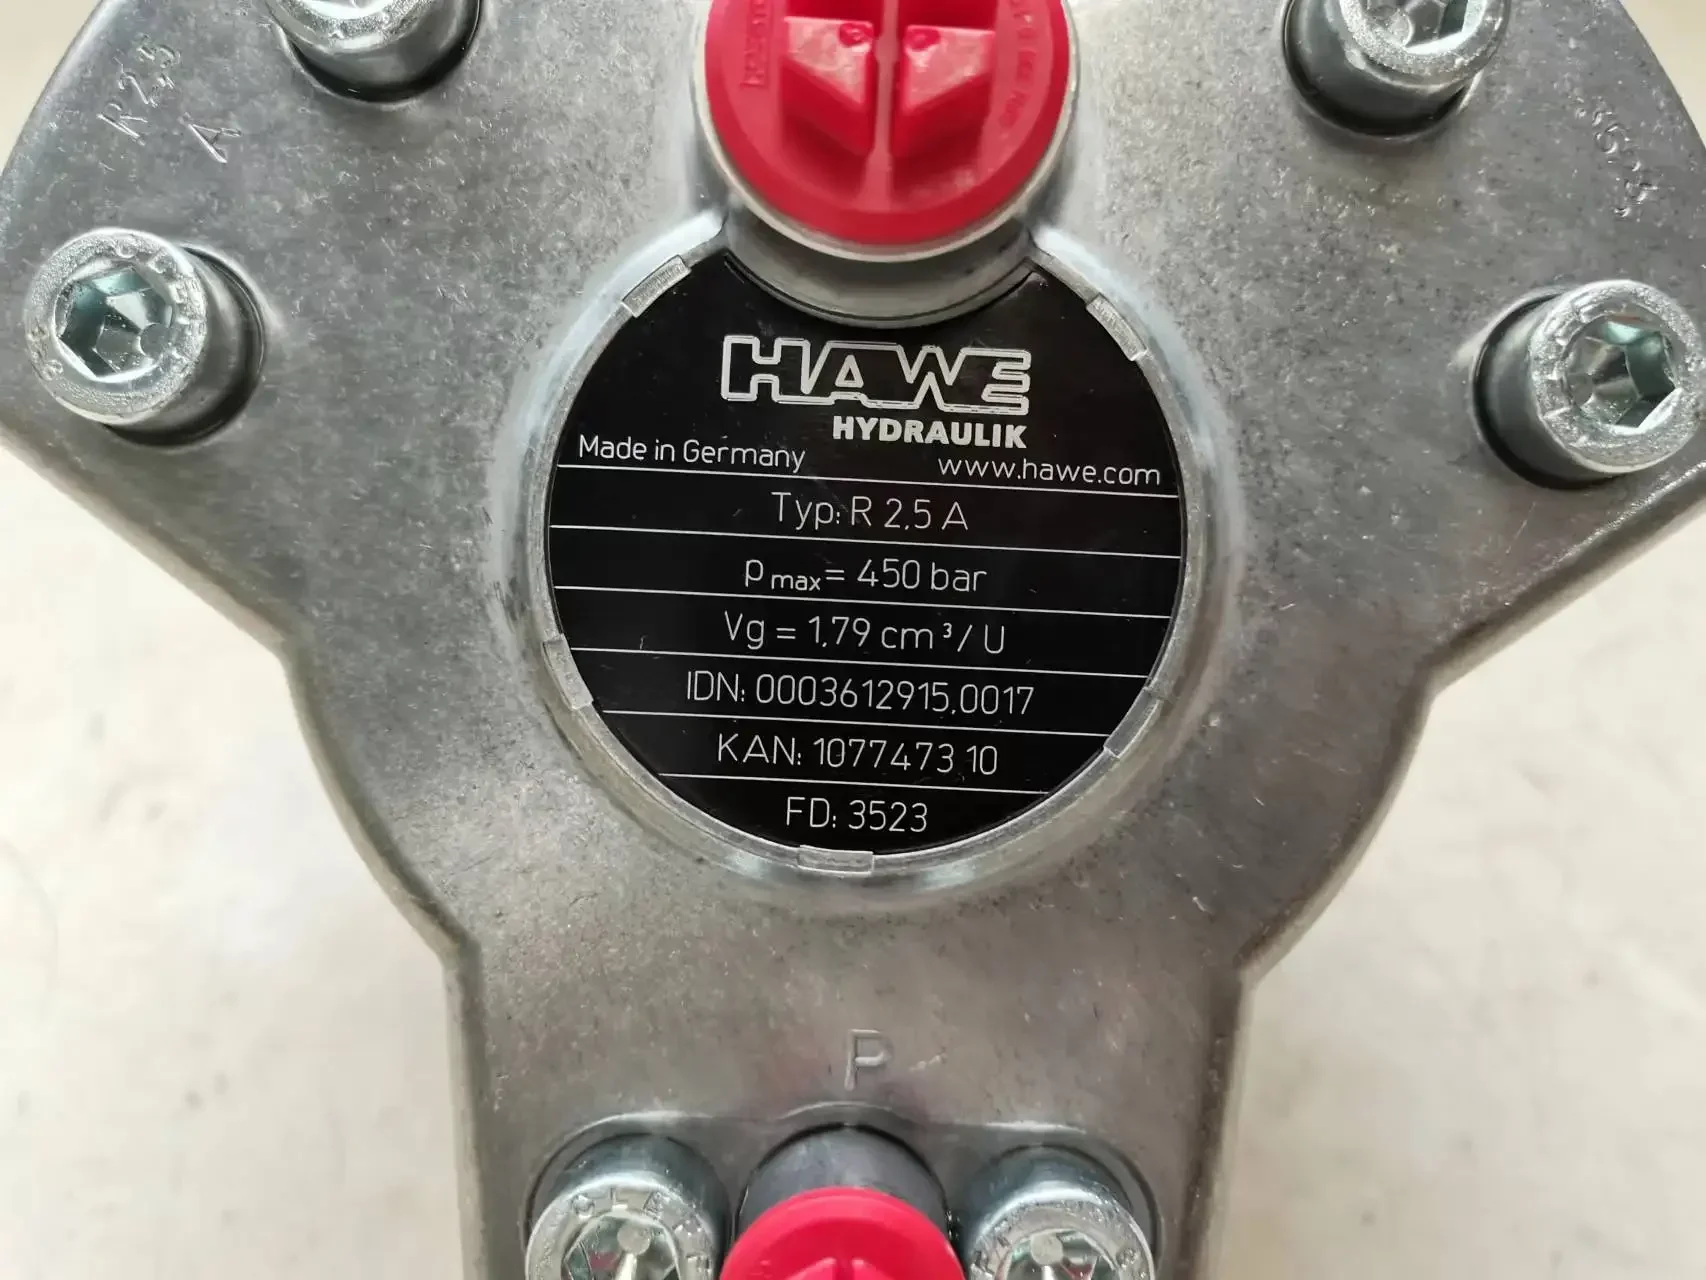 R 2,5
A
3523
HAWE
HYDRAULIK
Made in Germany
www.hawe.com
Typ: R 2,5 A
p max = 450 bar
Vg = 1,79 cm³/U
IDN: 0003612915,0017
KAN: 1077473 10
FD: 3523
P